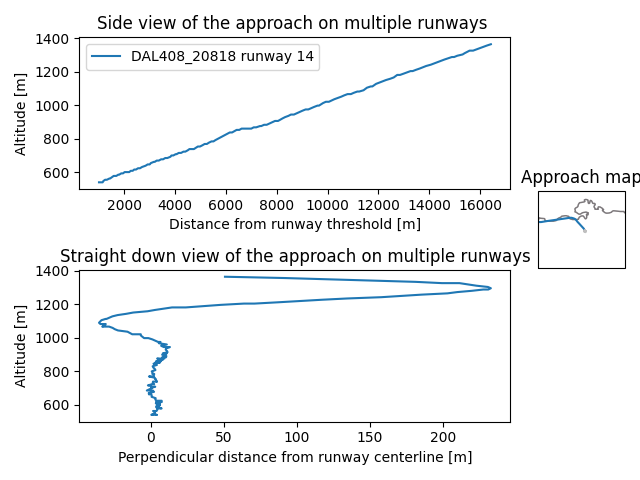 Side view of the approach on multiple runways
1400
1200
1000
800
600
Altitude [m]
DAL408_20818 runway 14
2000 4000 6000 8000 10000 12000 14000 16000
Distance from runway threshold [m]
Approach map
Straight down view of the approach on multiple runways
1400
1200
1000
800
600
Altitude [m]
0 50 100 150 200
Perpendicular distance from runway centerline [m]